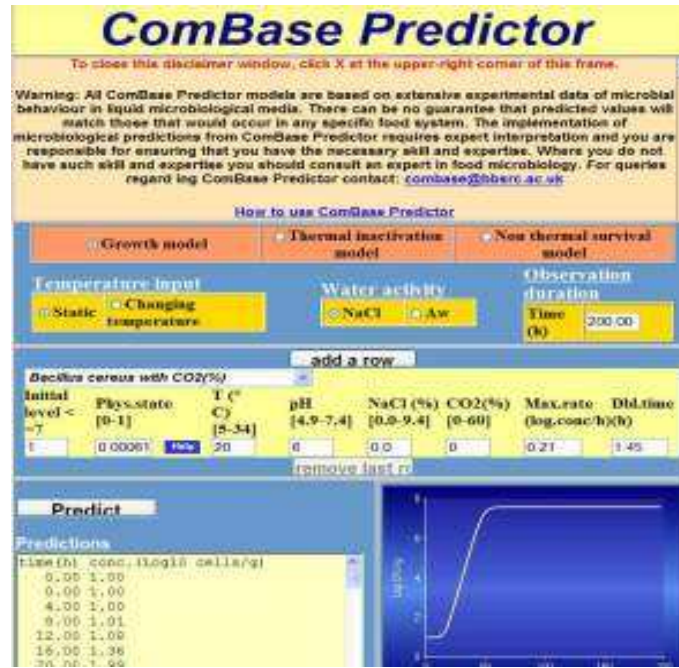 ComBase Predictor
To close this disclaimer window, click X at the upper-right corner of this frame.
Warning: All ComBase Predictor models are based on extensive experimental data of microbial
behaviour in liquid microbiological media. There can be no guarantee that predicted values will
match those that would occur in any specific food system. The implementation of
microbiological predictions from ComBase Predictor requires expert interpretation and you are
responsible for ensuring that you have the necessary skill and expertise. Where you do not
have such skill and expertise you should consult an expert in food microbiology. For queries
regard ing ComBase Predictor contact: combase@bbsrc.ac.uk
How to use ComBase Predictor
Growth model
Thermal inactivation
model
Non thermal survival
model
Temperature input
Static
Changing
temperature
Water activity
NaCl
Aw
Observation
duration
Time
(h)
200.00
add a row
Bacillus cereus with CO2(%)
Initial
level <
=7
Phys.state
[0-1]
T (°
C)
[5-34]
pH
[4.9-7.4]
NaCl (%)
[0.0-9.4]
CO2(%)
[0-60]
Max.rate
(log.conc/h)
Dbl.time
(h)
1
0.00061
Help
20
6
0.0
0
0.21
1.45
remove last r
Predict
Predictions
time(h) conc.(Log10 cells/g)
0.00 1.00
0.00 1.00
4.00 1.00
8.00 1.01
12.00 1.08
16.00 1.36
20.00 1.99